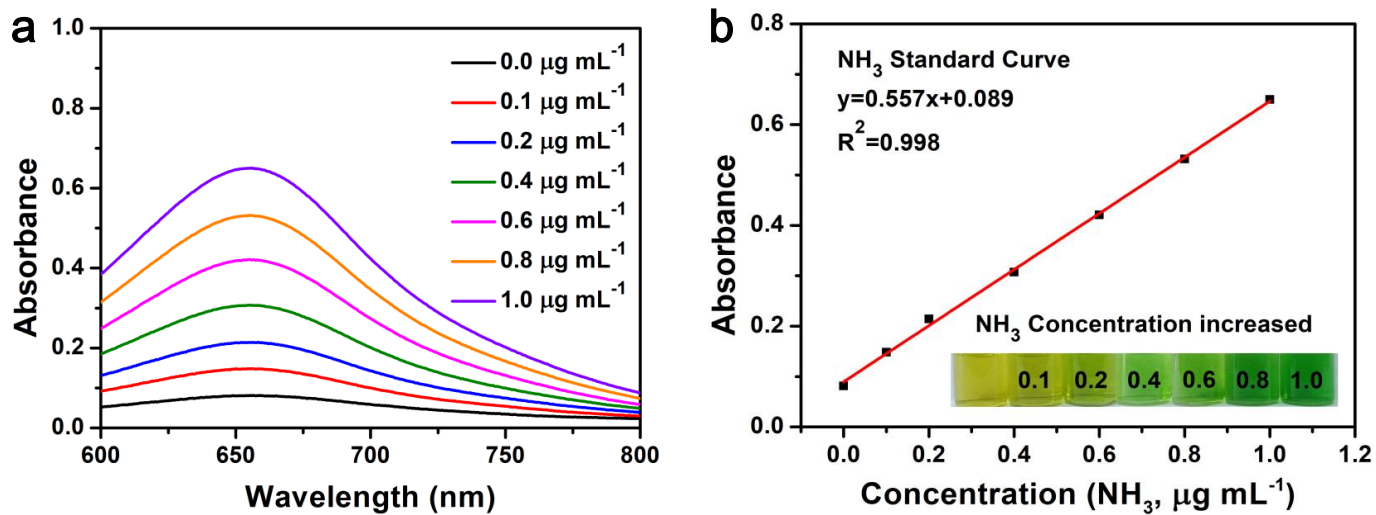 a
1.0
0.8
0.6
0.4
0.2
0.0
Absorbance
0.0 μg mL⁻¹
0.1 μg mL⁻¹
0.2 μg mL⁻¹
0.4 μg mL⁻¹
0.6 μg mL⁻¹
0.8 μg mL⁻¹
1.0 μg mL⁻¹
600 650 700 750 800
Wavelength (nm)
b
0.8
0.6
0.4
0.2
0.0
Absorbance
NH₃ Standard Curve
y=0.557x+0.089
R²=0.998
NH₃ Concentration increased
0.1 0.2 0.4 0.6 0.8 1.0
0.0 0.2 0.4 0.6 0.8 1.0 1.2
Concentration (NH₃, μg mL⁻¹)